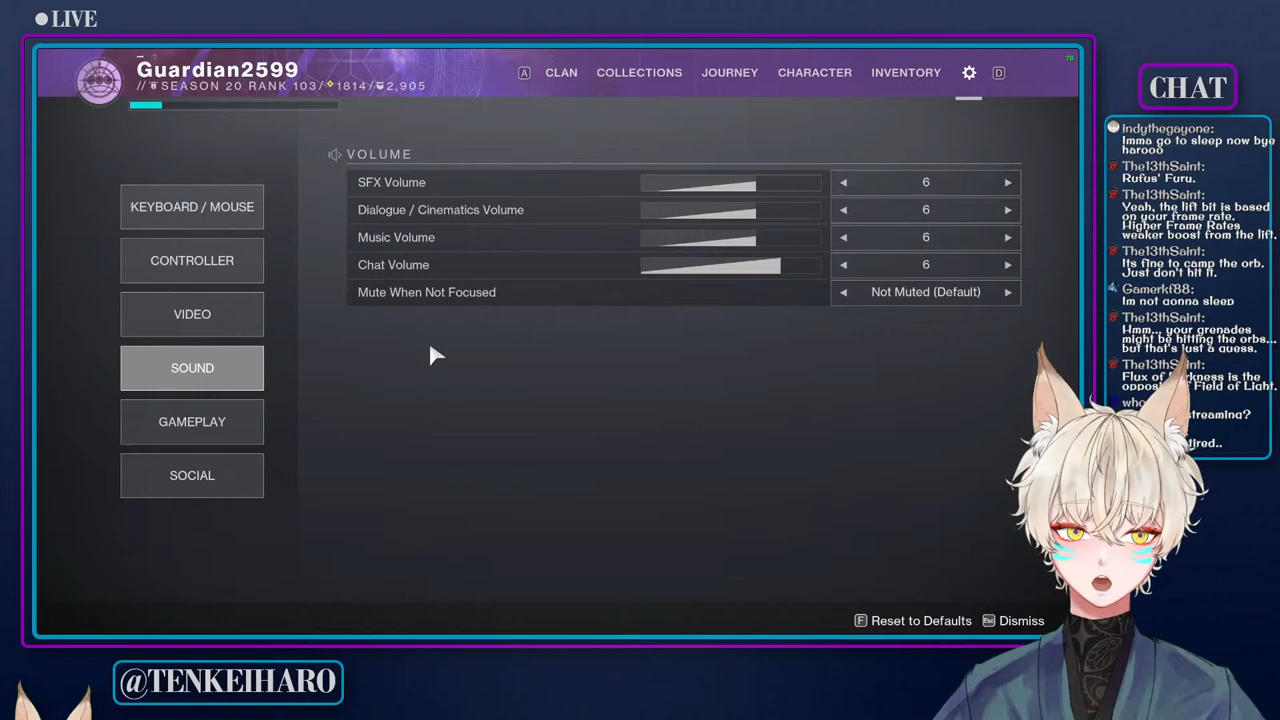 LIVE
Guardian2599
// SEASON 20 RANK 103/ 1814/ 2,905
A CLAN COLLECTIONS JOURNEY CHARACTER INVENTORY D
78
CHAT
KEYBOARD / MOUSE
CONTROLLER
VIDEO
SOUND
GAMEPLAY
SOCIAL
VOLUME
SFX Volume 6
Dialogue / Cinematics Volume 6
Music Volume 6
Chat Volume 6
Mute When Not Focused Not Muted (Default)
F Reset to Defaults Esc Dismiss
indythegayone:
Imma go to sleep now bye
harooo
The13thSaint:
Rufus' Fury.
The13thSaint:
Yeah, the lift bit is based
on your frame rate.
Higher Frame Rates
weaker boost from the lift.
The13thSaint:
Its fine to camp the orb.
Just don't hit it.
Gamerkf88:
Im not gonna sleep
The13thSaint:
Hmm... your grenades
might be hitting the orbs...
but that's just a guess.
The13thSaint:
Flux of is the
of Field of Light.
streaming?
@TENKEIHARO